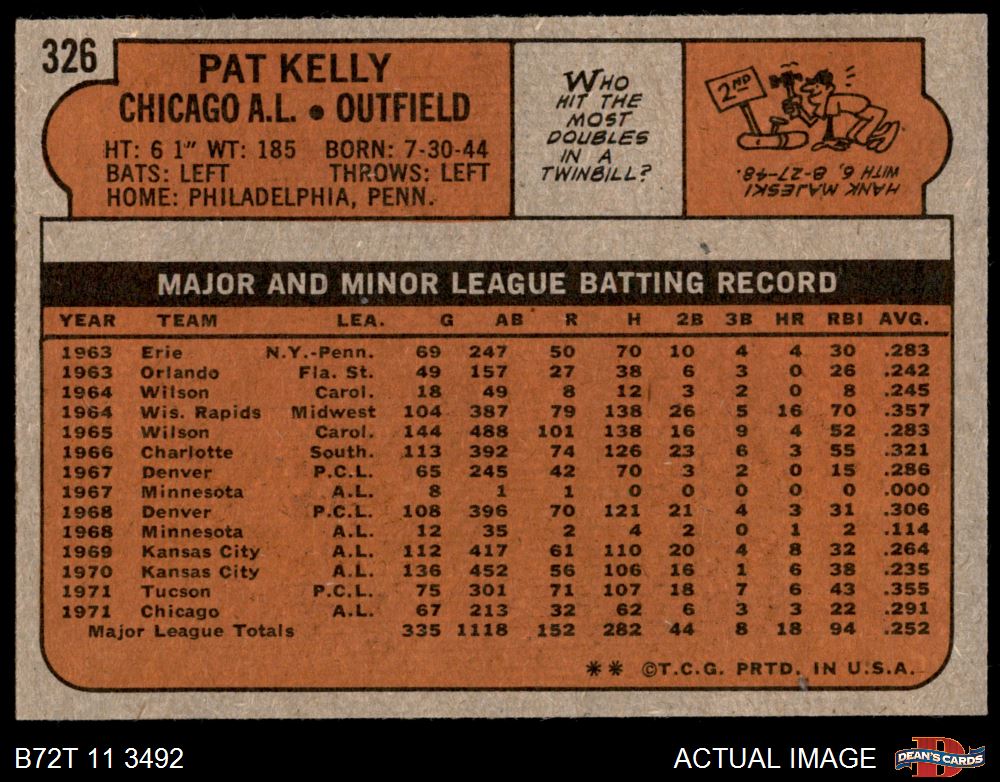 326
PAT KELLY
CHICAGO A.L. • OUTFIELD
HT: 6 1" WT: 185 BORN: 7-30-44
BATS: LEFT THROWS: LEFT
HOME: PHILADELPHIA, PENN.
WHO
HIT THE
MOST
DOUBLES
IN A
TWINBILL?
2ND
HANK MAJESKI
WITH 6, 8-27-48.
MAJOR AND MINOR LEAGUE BATTING RECORD
YEAR TEAM LEA. G AB R H 2B 3B HR RBI AVG.
1963 Erie N.Y.-Penn. 69 247 50 70 10 4 4 30 .283
1963 Orlando Fla. St. 49 157 27 38 6 3 0 26 .242
1964 Wilson Carol. 18 49 8 12 3 2 0 8 .245
1964 Wis. Rapids Midwest 104 387 79 138 26 5 16 70 .357
1965 Wilson Carol. 144 488 101 138 16 9 4 52 .283
1966 Charlotte South. 113 392 74 126 23 6 3 55 .321
1967 Denver P.C.L. 65 245 42 70 3 2 0 15 .286
1967 Minnesota A.L. 8 1 1 0 0 0 0 0 .000
1968 Denver P.C.L. 108 396 70 121 21 4 3 31 .306
1968 Minnesota A.L. 12 35 2 4 2 0 1 2 .114
1969 Kansas City A.L. 112 417 61 110 20 4 8 32 .264
1970 Kansas City A.L. 136 452 56 106 16 1 6 38 .235
1971 Tucson P.C.L. 75 301 71 107 18 7 6 43 .355
1971 Chicago A.L. 67 213 32 62 6 3 3 22 .291
Major League Totals 335 1118 152 282 44 8 18 94 .252
** ©T.C.G. PRTD. IN U.S.A.
B72T 11 3492 ACTUAL IMAGE D DEAN'S CARDS